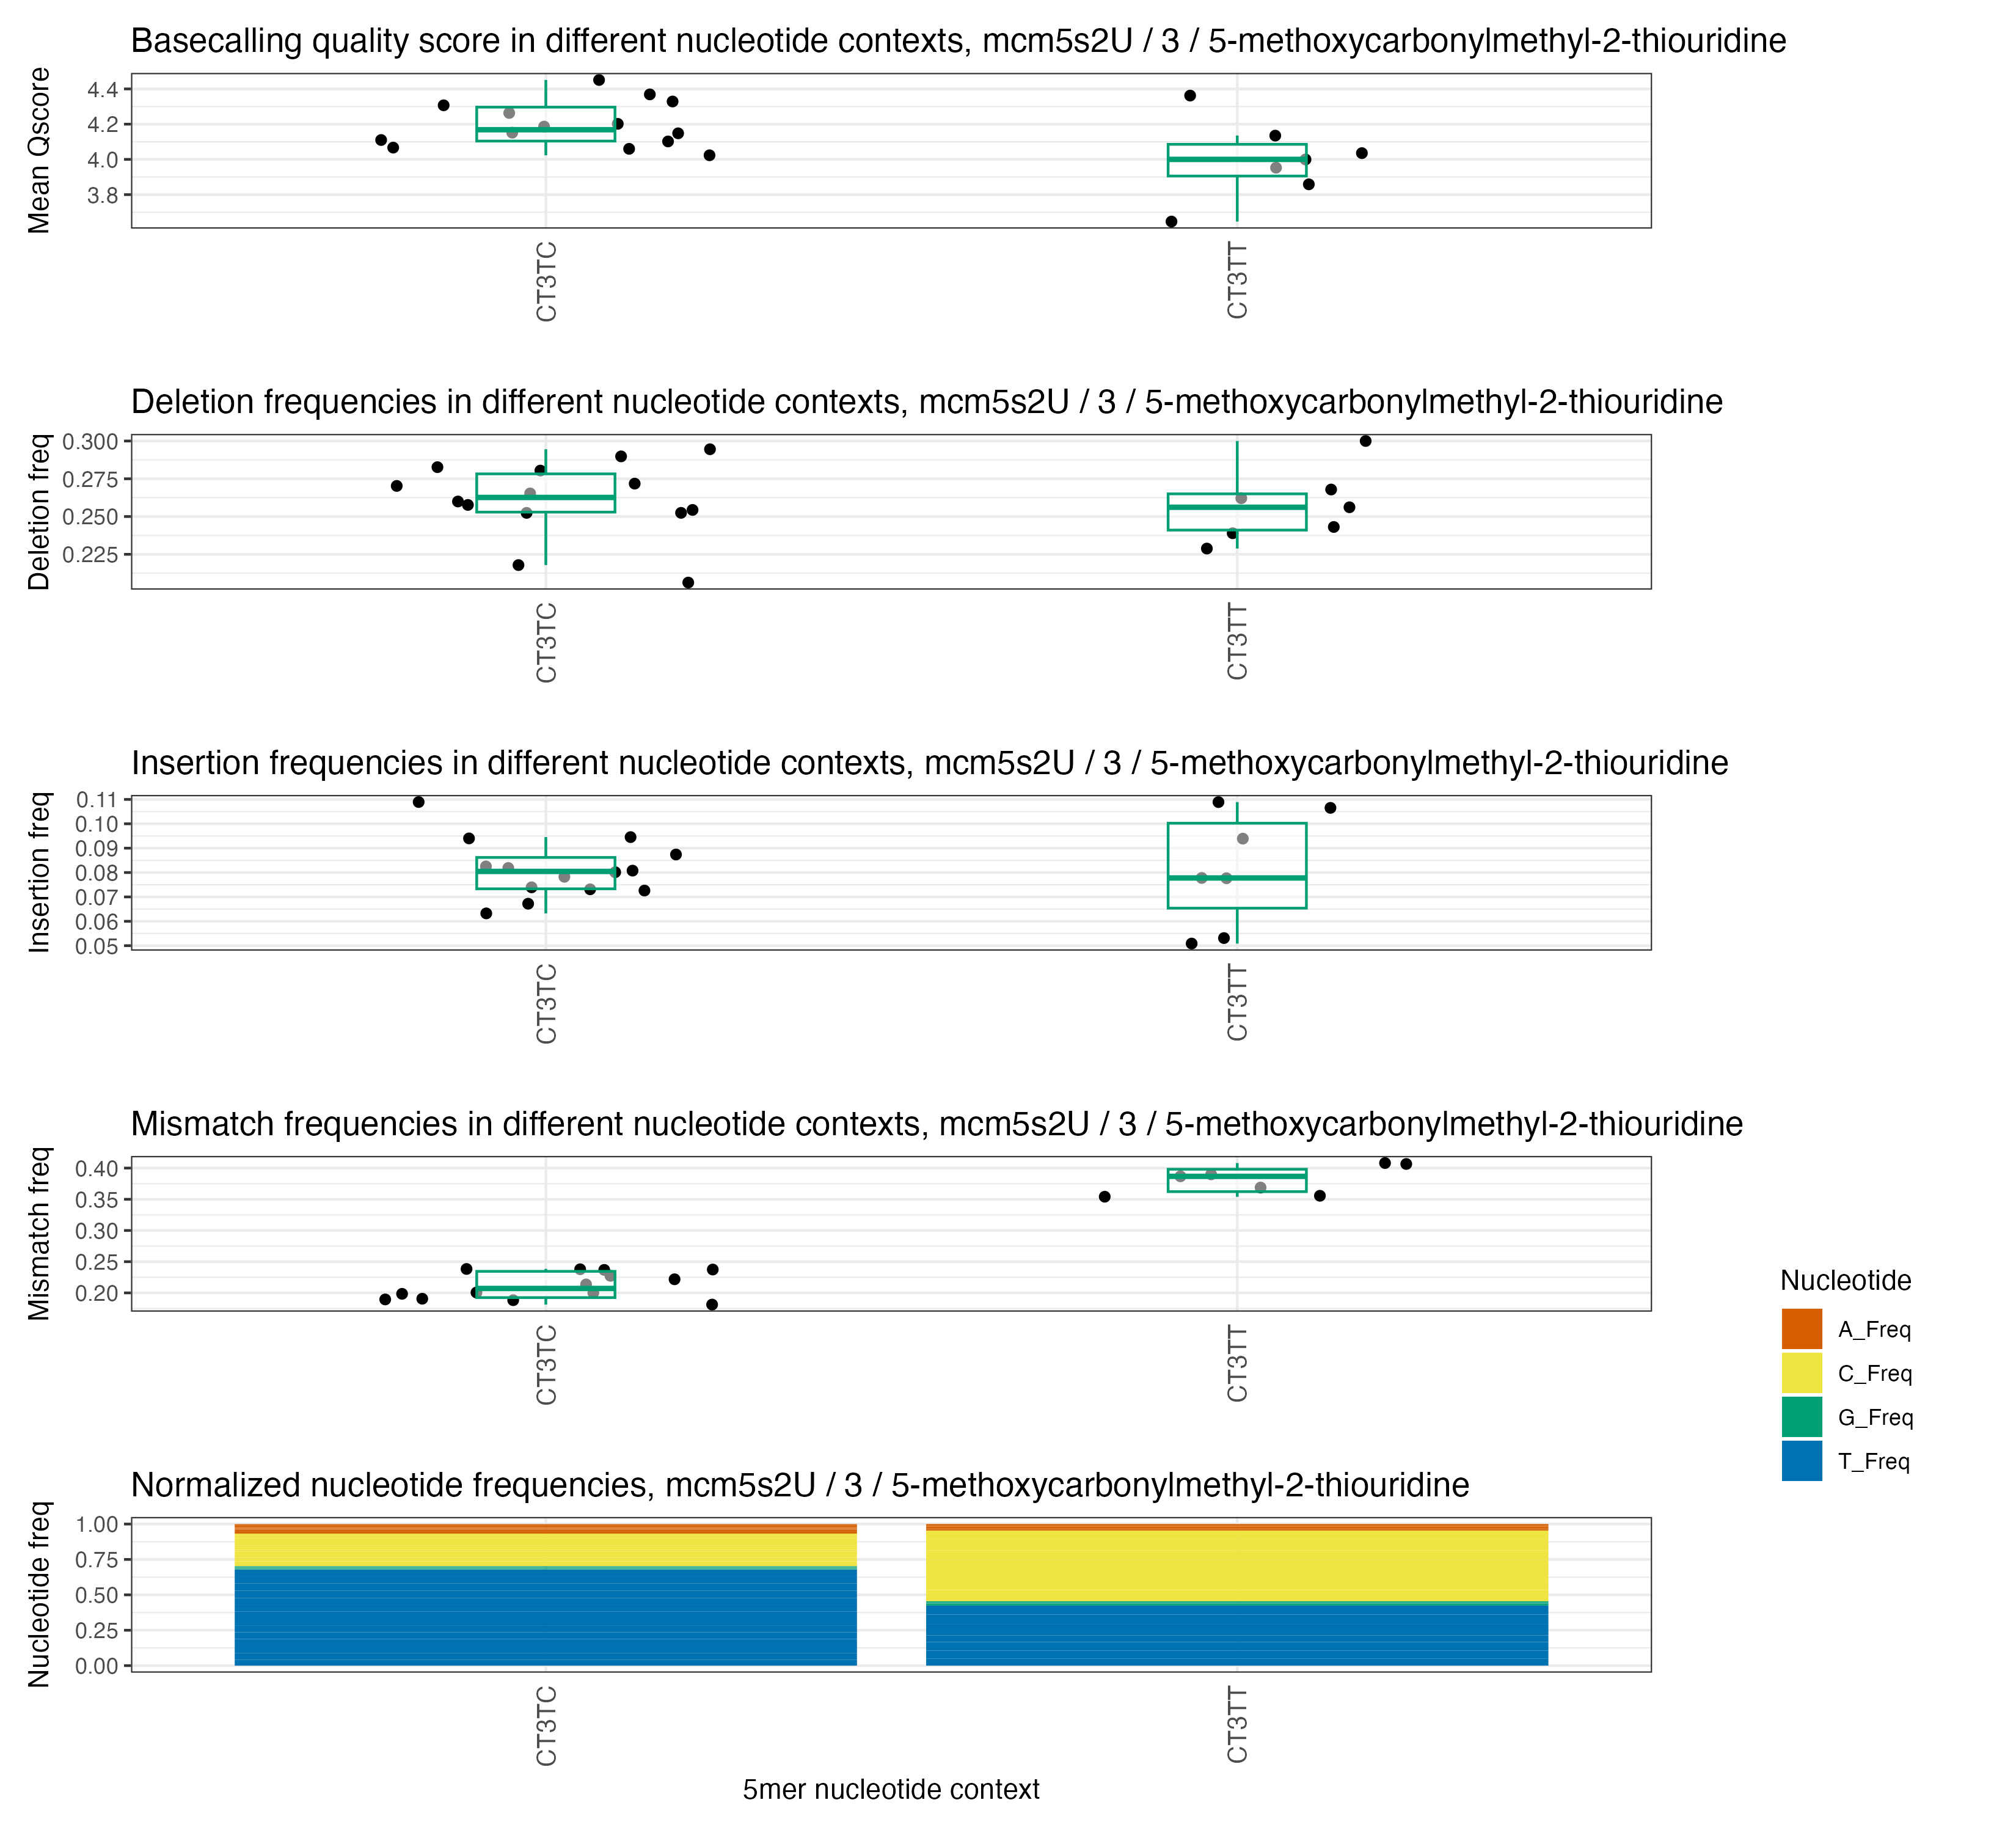 Basecalling quality score in different nucleotide contexts, mcm5s2U / 3 / 5-methoxycarbonylmethyl-2-thiouridine
Mean Qscore
4.4
4.2
4.0
3.8
CT3TC
CT3TT
Deletion frequencies in different nucleotide contexts, mcm5s2U / 3 / 5-methoxycarbonylmethyl-2-thiouridine
Deletion freq
0.300
0.275
0.250
0.225
CT3TC
CT3TT
Insertion frequencies in different nucleotide contexts, mcm5s2U / 3 / 5-methoxycarbonylmethyl-2-thiouridine
Insertion freq
0.11
0.10
0.09
0.08
0.07
0.06
0.05
CT3TC
CT3TT
Mismatch frequencies in different nucleotide contexts, mcm5s2U / 3 / 5-methoxycarbonylmethyl-2-thiouridine
Mismatch freq
0.40
0.35
0.30
0.25
0.20
CT3TC
CT3TT
Nucleotide
A_Freq
C_Freq
G_Freq
T_Freq
Normalized nucleotide frequencies, mcm5s2U / 3 / 5-methoxycarbonylmethyl-2-thiouridine
Nucleotide freq
1.00
0.75
0.50
0.25
0.00
CT3TC
CT3TT
5mer nucleotide context